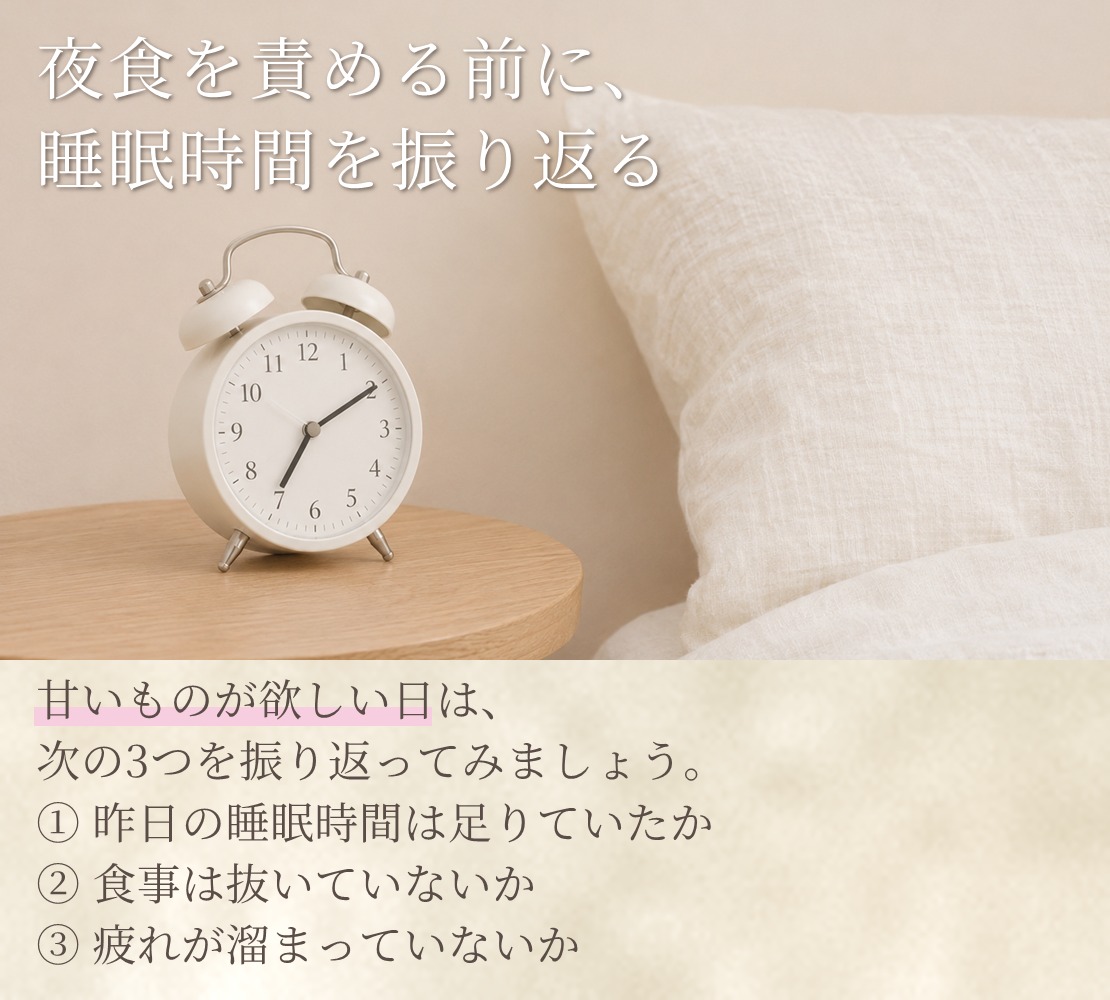 夜食を責める前に、
睡眠時間を振り返る
12
1
2
3
4
5
6
7
8
9
10
11
甘いものが欲しい日は、
次の3つを振り返ってみましょう。
① 昨日の睡眠時間は足りていたか
② 食事は抜いていないか
③ 疲れが溜まっていないか